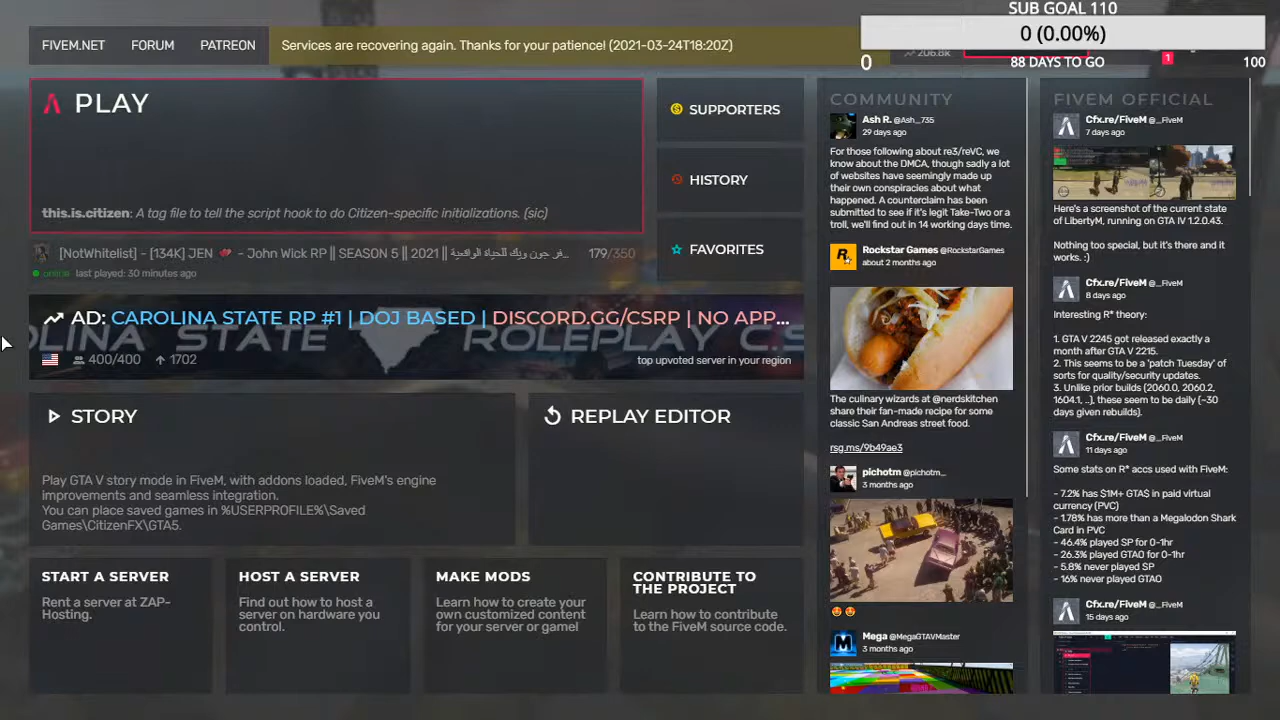 SUB GOAL 110
0 (0.00%)
0
88 DAYS TO GO
100
FIVEM.NET
FORUM
PATREON
Services are recovering again. Thanks for your patience! (2021-03-24T18:20Z)
206.8k
1
PLAY
this.is.citizen: A tag file to tell the script hook to do Citizen-specific initializations. (sic)
[NotWhitelist] - [134K] JEN 💔 - John Wick RP || SEASON 5 || 2021 || فر جون ويك للحياة الواقعية...
179/350
online last played: 30 minutes ago
SUPPORTERS
HISTORY
FAVORITES
AD: CAROLINA STATE RP #1 | DOJ BASED | DISCORD.GG/CSRP | NO APP...
OLINA STATE ROLEPLAY C.S
400/400 1702
top upvoted server in your region
STORY
Play GTA V story mode in FiveM, with addons loaded, FiveM's engine
improvements and seamless integration.
You can place saved games in %USERPROFILE%\Saved
Games\CitizenFX\GTA5.
REPLAY EDITOR
START A SERVER
Rent a server at ZAP-
Hosting.
HOST A SERVER
Find out how to host a
server on hardware you
control.
MAKE MODS
Learn how to create your
own customized content
for your server or game!
CONTRIBUTE TO
THE PROJECT
Learn how to contribute
to the FiveM source code.
COMMUNITY
Ash R. @Ash_735
29 days ago
For those following about re3/reVC, we
know about the DMCA, though sadly a lot
of websites have seemingly made up
their own conspiracies about what
happened. A counterclaim has been
submitted to see if it's legit Take-Two or a
troll, we'll find out in 14 working days time.
Rockstar Games @RockstarGames
about 2 months ago
The culinary wizards at @nerdskitchen
share their fan-made recipe for some
classic San Andreas street food.
rsg.ms/9b49ae3
pichotm @pichotm_
3 months ago
😍😍
Mega @MegaGTAVMaster
3 months ago
FIVEM OFFICIAL
Cfx.re/FiveM @_FiveM
7 days ago
Here's a screenshot of the current state
of LibertyM, running on GTA IV 1.2.0.43.
Nothing too special, but it's there and it
works. :)
Cfx.re/FiveM @_FiveM
8 days ago
Interesting R* theory:
1. GTA V 2245 got released exactly a
month after GTA V 2215.
2. This seems to be a 'patch Tuesday' of
sorts for quality/security updates.
3. Unlike prior builds (2060.0, 2060.2,
1604.1, ..), these seem to be daily (~30
days given rebuilds).
Cfx.re/FiveM @_FiveM
11 days ago
Some stats on R* accs used with FiveM:
- 7.2% has $1M+ GTA$ in paid virtual
currency (PVC)
- 1.78% has more than a Megalodon Shark
Card in PVC
- 46.4% played SP for 0-1hr
- 26.3% played GTAO for 0-1hr
- 5.8% never played SP
- 16% never played GTAO
Cfx.re/FiveM @_FiveM
15 days ago